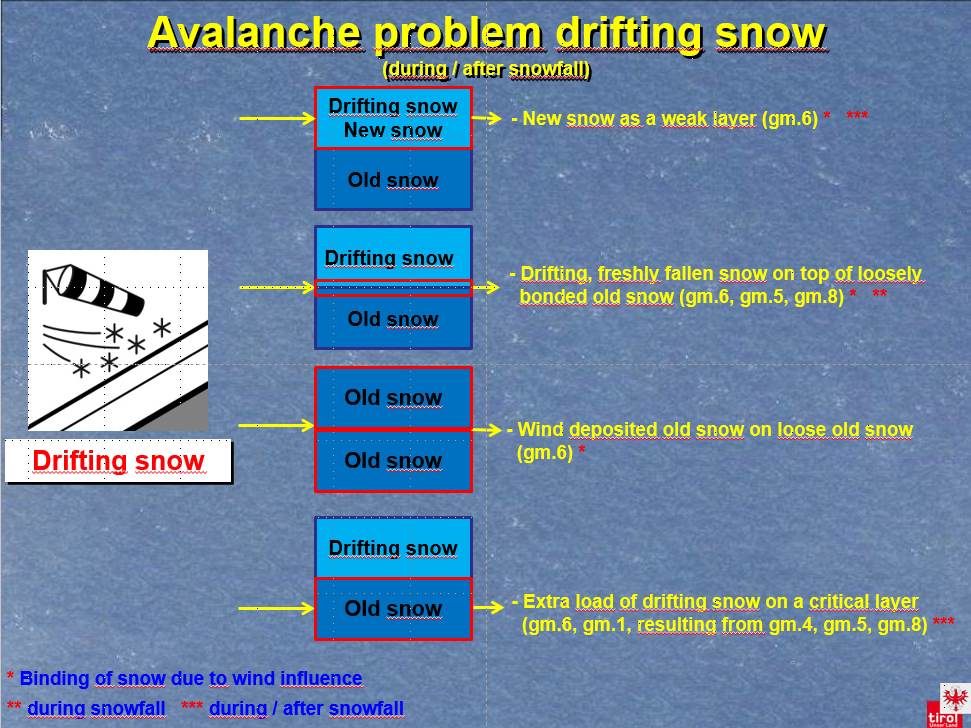 Avalanche problem drifting snow
(during / after snowfall)
Drifting snow
New snow
Old snow
- New snow as a weak layer (gm.6) * ***
Drifting snow
Old snow
- Drifting, freshly fallen snow on top of loosely
bonded old snow (gm.6, gm.5, gm.8) * **
Drifting snow
Old snow
Old snow
- Wind deposited old snow on loose old snow
(gm.6) *
Drifting snow
Old snow
- Extra load of drifting snow on a critical layer
(gm.6, gm.1, resulting from gm.4, gm.5, gm.8) ***
* Binding of snow due to wind influence
** during snowfall *** during / after snowfall
tirol
Unser Land